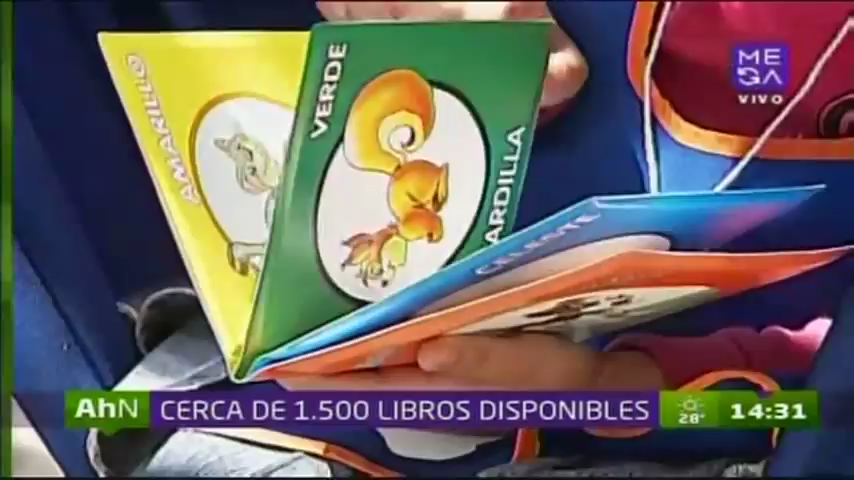 AMARILLO
VERDE
ARDILLA
CELESTE
MEGA
VIVO
AhN CERCA DE 1.500 LIBROS DISPONIBLES 28° 14:31